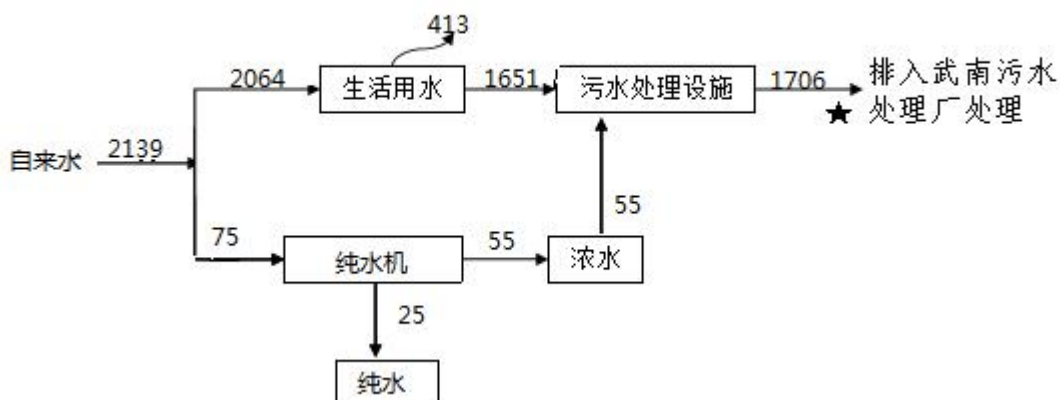 413
2064
生活用水
1651
污水处理设施
1706
排入武南污水
★ 处理厂处理
自来水
2139
55
75
纯水机
55
浓水
25
纯水